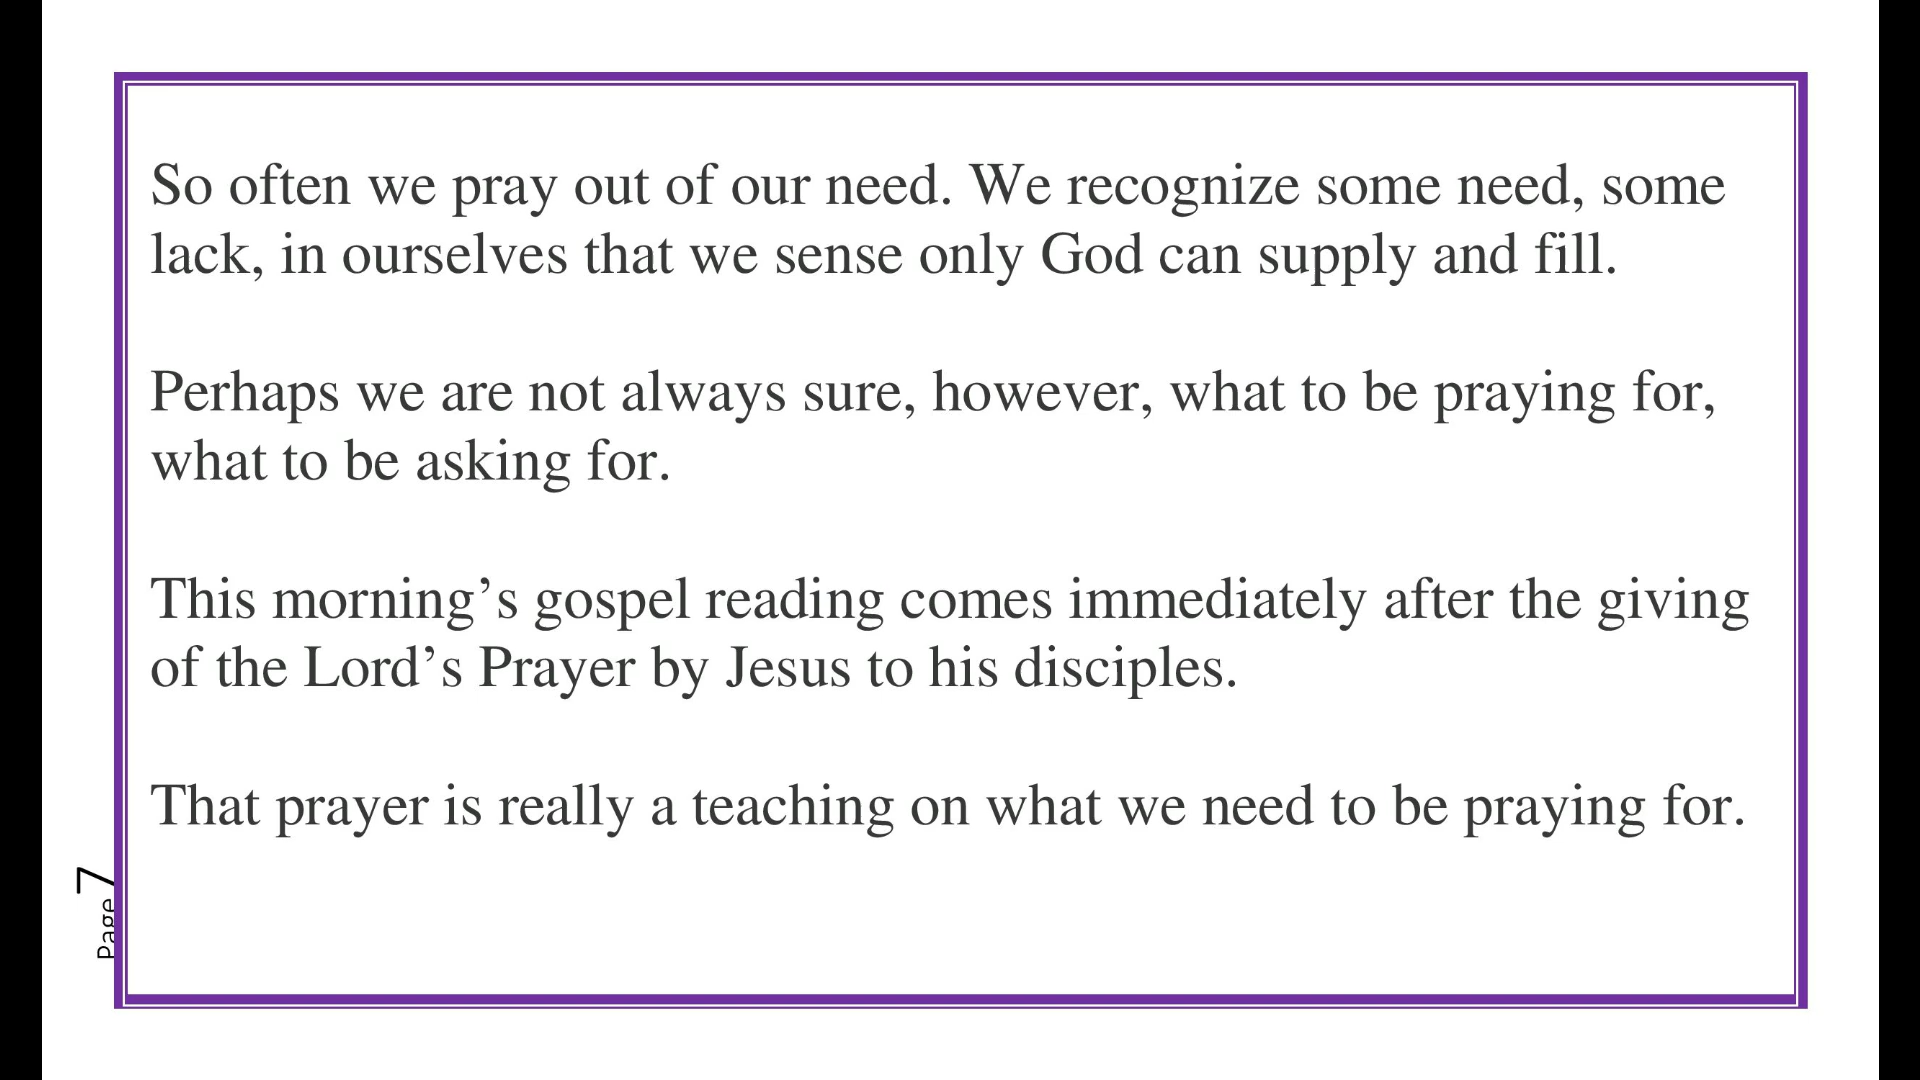 So often we pray out of our need. We recognize some need, some
lack, in ourselves that we sense only God can supply and fill.
Perhaps we are not always sure, however, what to be praying for,
what to be asking for.
This morning’s gospel reading comes immediately after the giving
of the Lord’s Prayer by Jesus to his disciples.
That prayer is really a teaching on what we need to be praying for.
Page 7